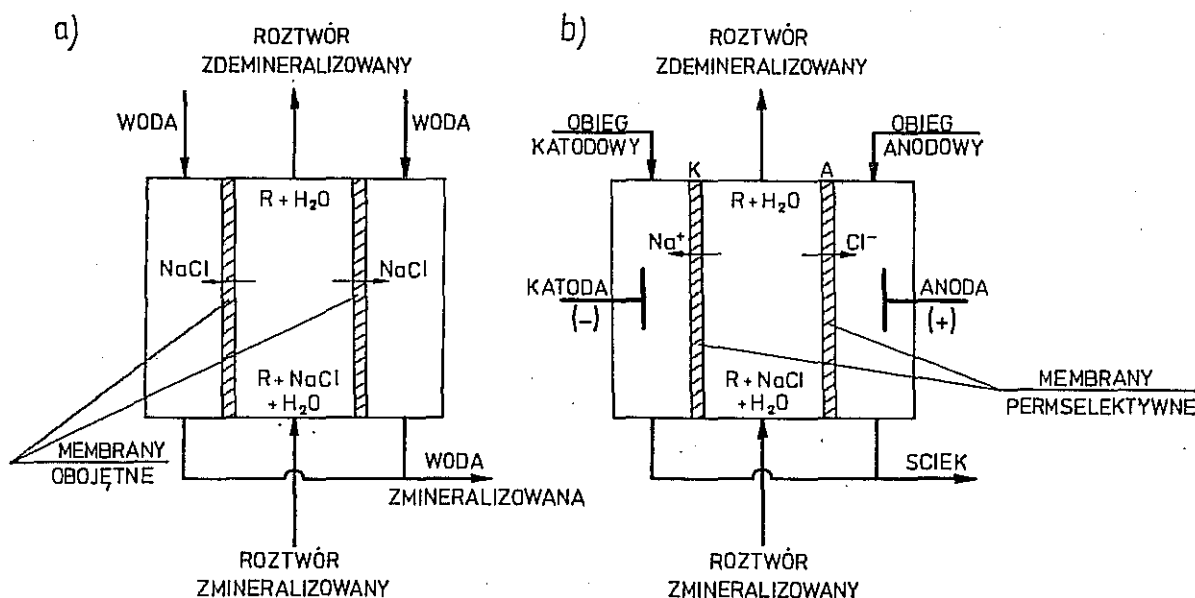 a)
ROZTWÓR
ZDEMINERALIZOWANY
WODA
WODA
R + H₂O
NaCl
NaCl
R + NaCl
+ H₂O
MEMBRANY
OBOJĘTNE
WODA
ZMINERALIZOWANA
ROZTWÓR
ZMINERALIZOWANY
b)
ROZTWÓR
ZDEMINERALIZOWANY
OBIEG
KATODOWY
OBIEG
ANODOWY
K
A
R + H₂O
Na⁺
Cl⁻
KATODA
(−)
ANODA
(+)
R + NaCl
+ H₂O
MEMBRANY
PERMSELEKTYWNE
SCIEK
ROZTWÓR
ZMINERALIZOWANY